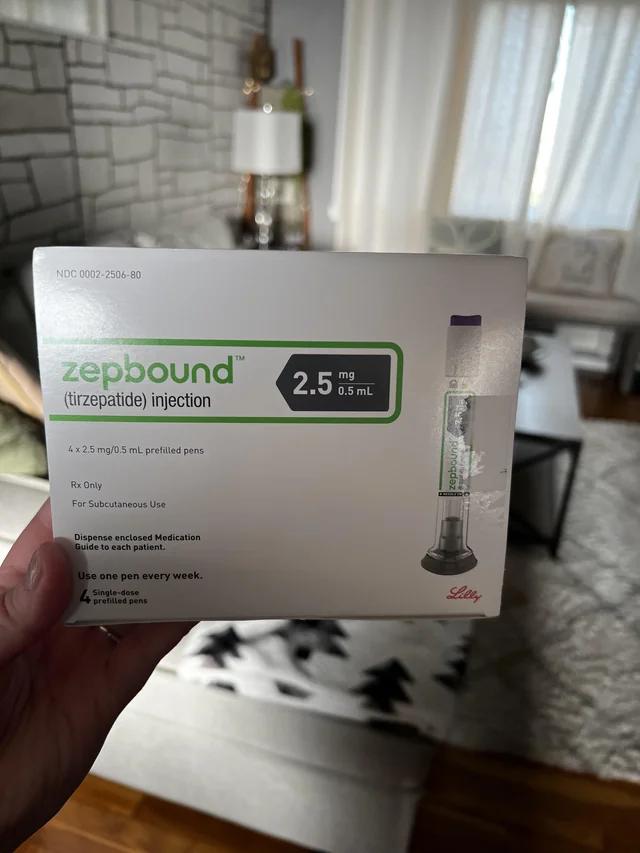 NDC 0002-2506-80
zepbound™
(tirzepatide) injection
2.5 mg
0.5 mL
4 x 2.5 mg/0.5 mL prefilled pens
Rx Only
For Subcutaneous Use
Dispense enclosed Medication
Guide to each patient.
Use one pen every week.
4 Single-dose
prefilled pens
zepbound
Lilly